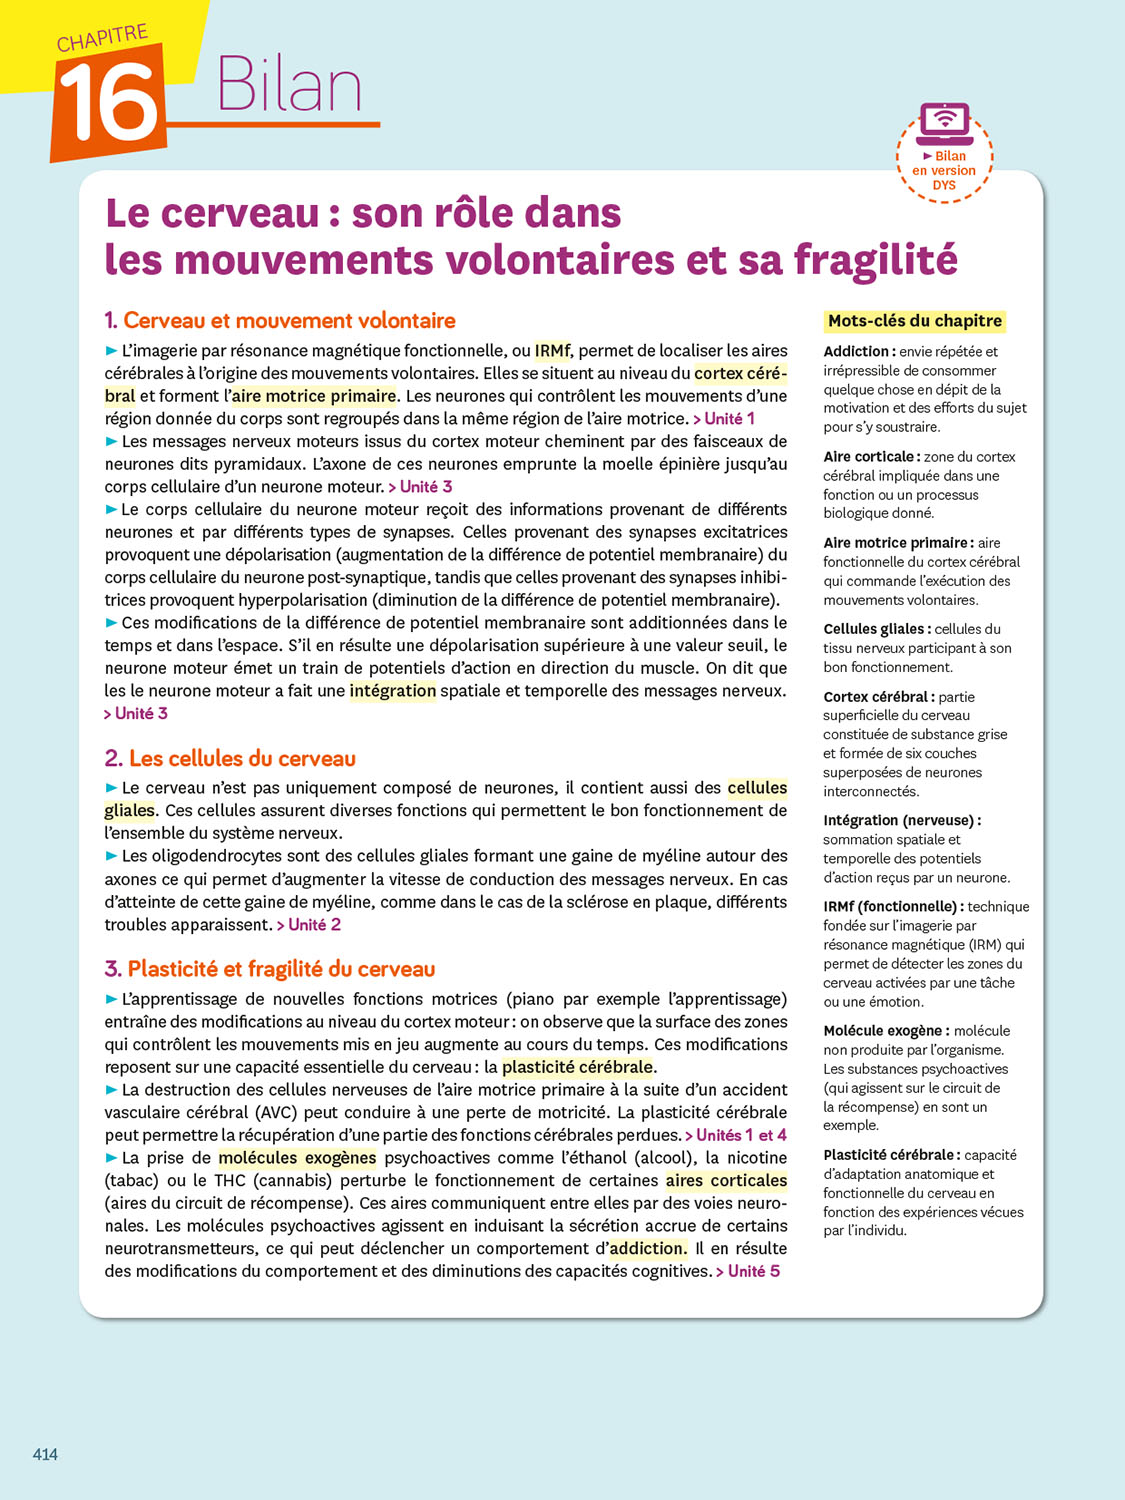 CHAPITRE
16
Bilan
► Bilan
en version
DYS
Le cerveau : son rôle dans
les mouvements volontaires et sa fragilité
1. Cerveau et mouvement volontaire
► L’imagerie par résonance magnétique fonctionnelle, ou IRMf, permet de localiser les aires
cérébrales à l’origine des mouvements volontaires. Elles se situent au niveau du cortex céré-
bral et forment l’aire motrice primaire. Les neurones qui contrôlent les mouvements d’une
région donnée du corps sont regroupés dans la même région de l’aire motrice. > Unité 1
► Les messages nerveux moteurs issus du cortex moteur cheminent par des faisceaux de
neurones dits pyramidaux. L’axone de ces neurones emprunte la moelle épinière jusqu’au
corps cellulaire d’un neurone moteur. > Unité 3
► Le corps cellulaire du neurone moteur reçoit des informations provenant de différents
neurones et par différents types de synapses. Celles provenant des synapses excitatrices
provoquent une dépolarisation (augmentation de la différence de potentiel membranaire) du
corps cellulaire du neurone post-synaptique, tandis que celles provenant des synapses inhibi-
trices provoquent hyperpolarisation (diminution de la différence de potentiel membranaire).
► Ces modifications de la différence de potentiel membranaire sont additionnées dans le
temps et dans l’espace. S’il en résulte une dépolarisation supérieure à une valeur seuil, le
neurone moteur émet un train de potentiels d’action en direction du muscle. On dit que
les le neurone moteur a fait une intégration spatiale et temporelle des messages nerveux.
> Unité 3
2. Les cellules du cerveau
► Le cerveau n’est pas uniquement composé de neurones, il contient aussi des cellules
gliales. Ces cellules assurent diverses fonctions qui permettent le bon fonctionnement de
l’ensemble du système nerveux.
► Les oligodendrocytes sont des cellules gliales formant une gaine de myéline autour des
axones ce qui permet d’augmenter la vitesse de conduction des messages nerveux. En cas
d’atteinte de cette gaine de myéline, comme dans le cas de la sclérose en plaque, différents
troubles apparaissent. > Unité 2
3. Plasticité et fragilité du cerveau
► L’apprentissage de nouvelles fonctions motrices (piano par exemple l’apprentissage)
entraîne des modifications au niveau du cortex moteur : on observe que la surface des zones
qui contrôlent les mouvements mis en jeu augmente au cours du temps. Ces modifications
reposent sur une capacité essentielle du cerveau : la plasticité cérébrale.
► La destruction des cellules nerveuses de l’aire motrice primaire à la suite d’un accident
vasculaire cérébral (AVC) peut conduire à une perte de motricité. La plasticité cérébrale
peut permettre la récupération d’une partie des fonctions cérébrales perdues. > Unités 1 et 4
► La prise de molécules exogènes psychoactives comme l’éthanol (alcool), la nicotine
(tabac) ou le THC (cannabis) perturbe le fonctionnement de certaines aires corticales
(aires du circuit de récompense). Ces aires communiquent entre elles par des voies neuro-
nales. Les molécules psychoactives agissent en induisant la sécrétion accrue de certains
neurotransmetteurs, ce qui peut déclencher un comportement d’addiction. Il en résulte
des modifications du comportement et des diminutions des capacités cognitives. > Unité 5
Mots-clés du chapitre
Addiction : envie répétée et
irrépressible de consommer
quelque chose en dépit de la
motivation et des efforts du sujet
pour s’y soustraire.
Aire corticale : zone du cortex
cérébral impliquée dans une
fonction ou un processus
biologique donné.
Aire motrice primaire : aire
fonctionnelle du cortex cérébral
qui commande l’exécution des
mouvements volontaires.
Cellules gliales : cellules du
tissu nerveux participant à son
bon fonctionnement.
Cortex cérébral : partie
superficielle du cerveau
constituée de substance grise
et formée de six couches
superposées de neurones
interconnectés.
Intégration (nerveuse) :
sommation spatiale et
temporelle des potentiels
d’action reçus par un neurone.
IRMf (fonctionnelle) : technique
fondée sur l’imagerie par
résonance magnétique (IRM) qui
permet de détecter les zones du
cerveau activées par une tâche
ou une émotion.
Molécule exogène : molécule
non produite par l’organisme.
Les substances psychoactives
(qui agissent sur le circuit de
la récompense) en sont un
exemple.
Plasticité cérébrale : capacité
d’adaptation anatomique et
fonctionnelle du cerveau en
fonction des expériences vécues
par l’individu.
414